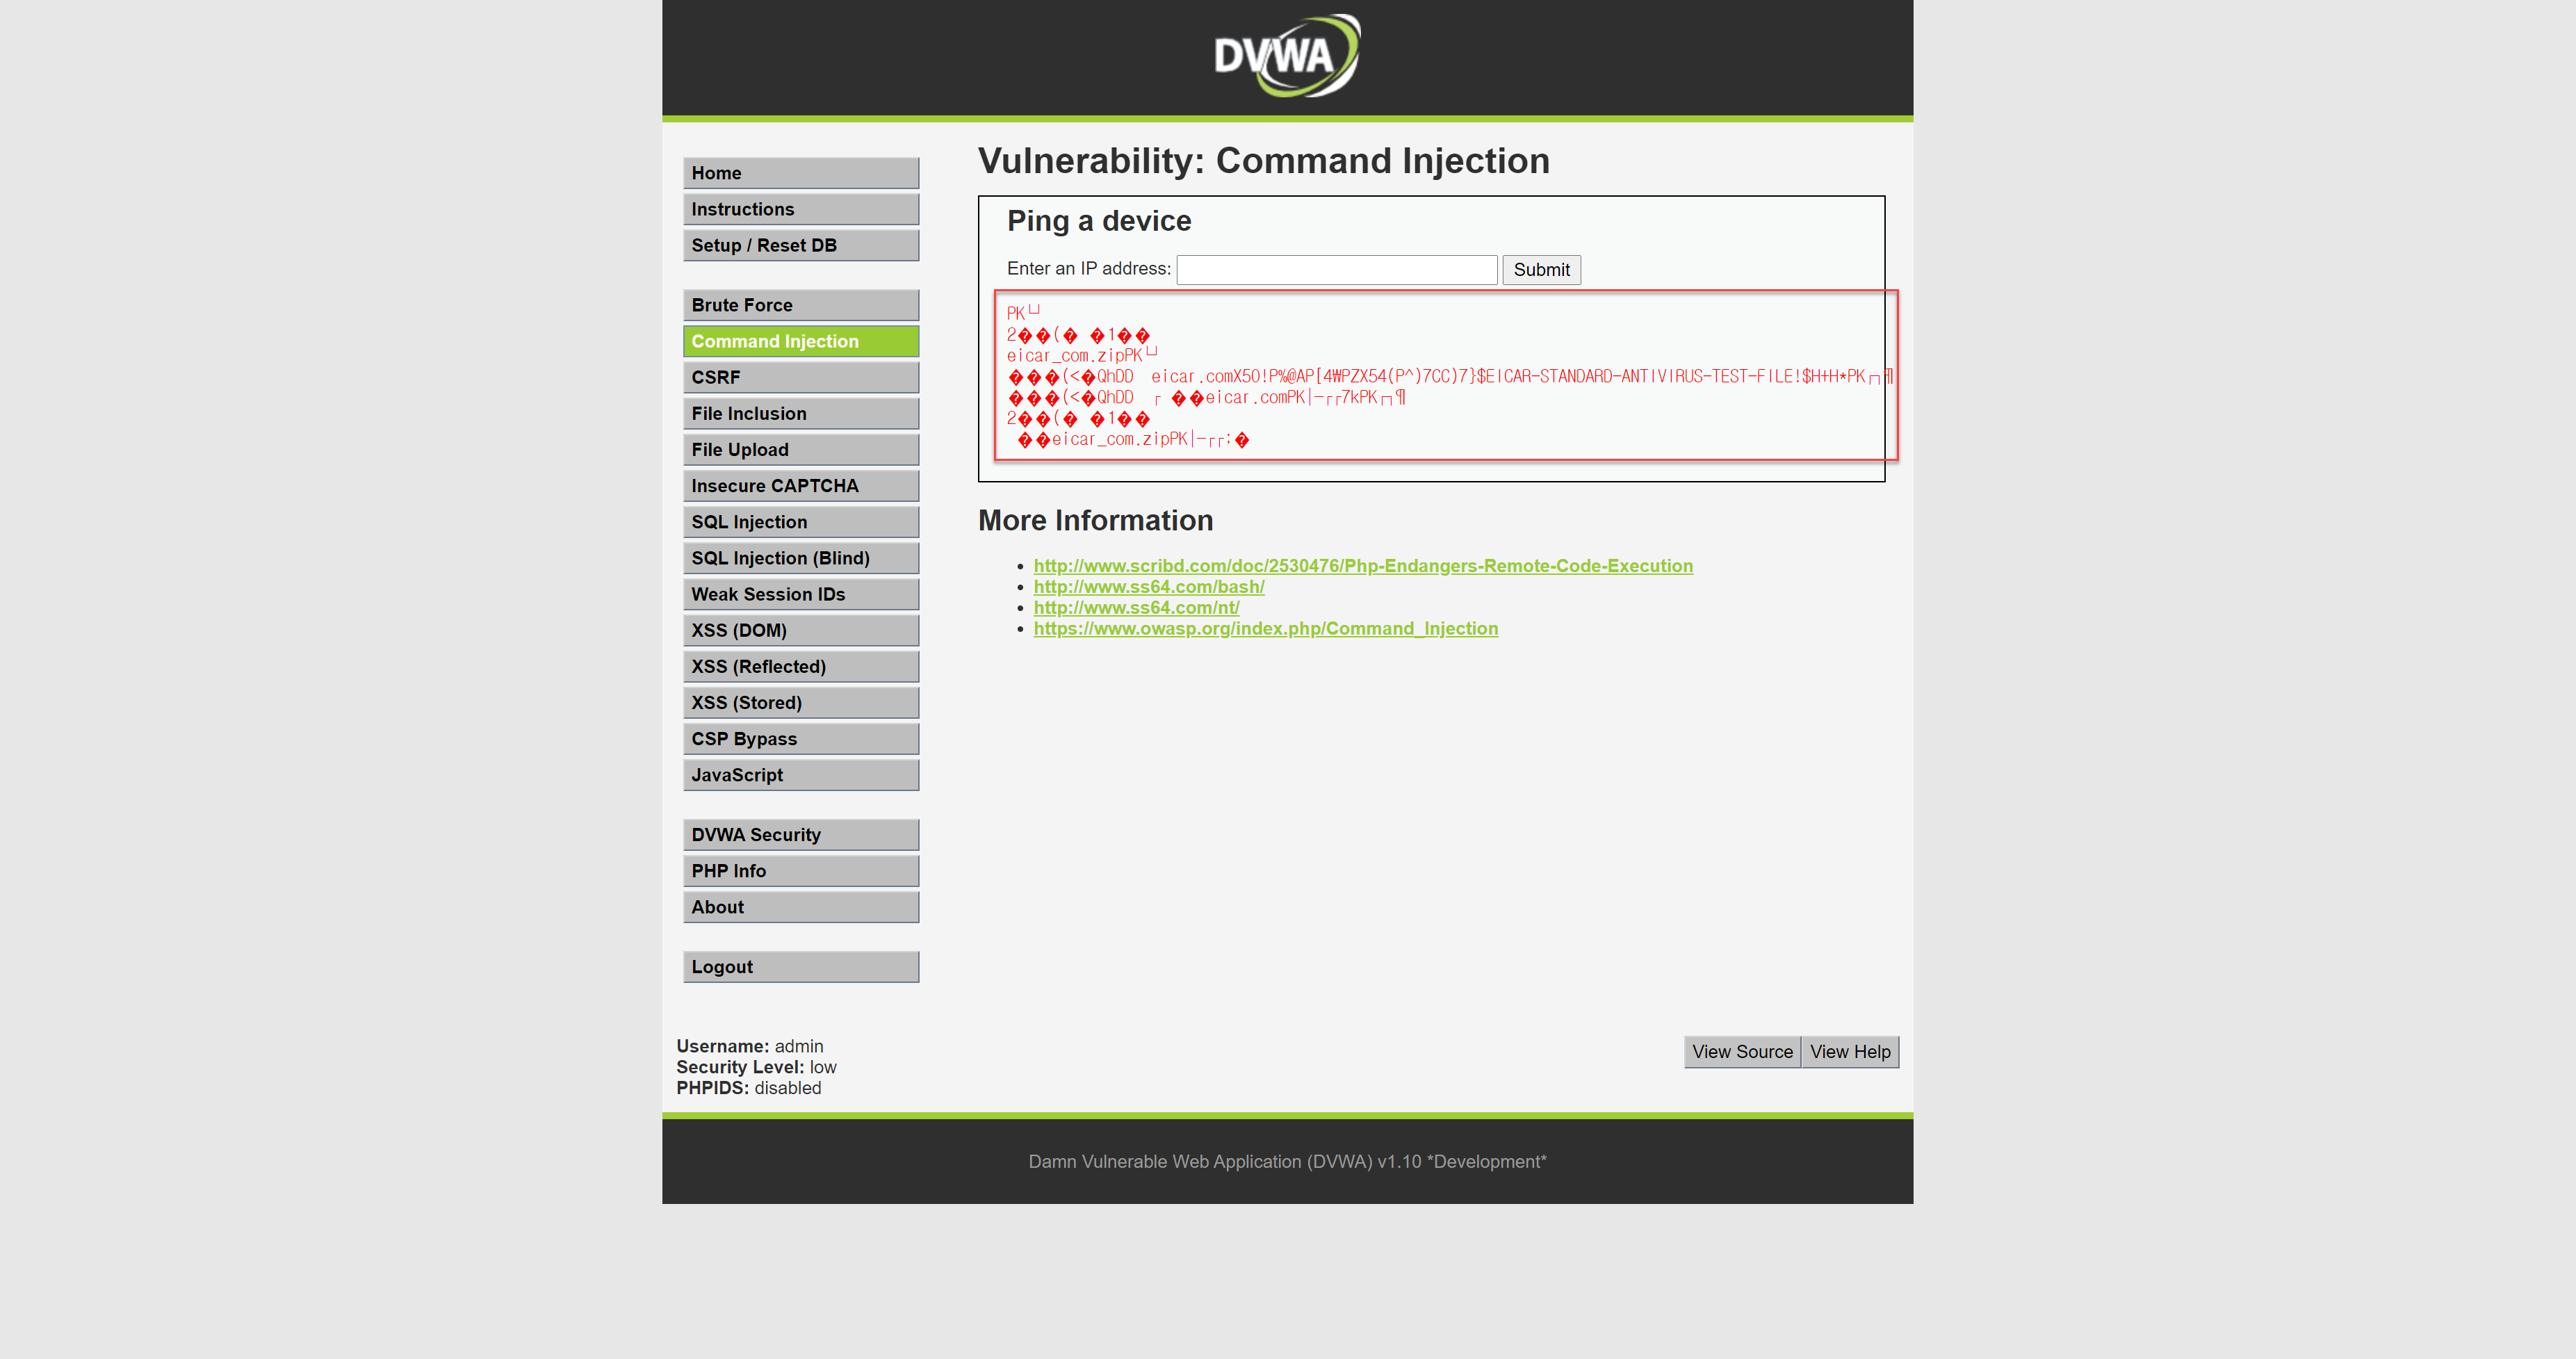 DVWA
Home
Instructions
Setup / Reset DB
Brute Force
Command Injection
CSRF
File Inclusion
File Upload
Insecure CAPTCHA
SQL Injection
SQL Injection (Blind)
Weak Session IDs
XSS (DOM)
XSS (Reflected)
XSS (Stored)
CSP Bypass
JavaScript
DVWA Security
PHP Info
About
Logout
Vulnerability: Command Injection
Ping a device
Enter an IP address: Submit
PK└┘
2��(� �1��
eicar_com.zipPK└┘
���(<�QhDD eicar.comX5O!P%@AP[4₩PZX54(P^)7CC)7}$EICAR-STANDARD-ANTIVIRUS-TEST-FILE!$H+H*PK┌┐¶
���(<�QhDD ┌ ��eicar.comPK|-┌┌7kPK┌┐¶
2��(� �1��
��eicar_com.zipPK|-┌┌;�
More Information
http://www.scribd.com/doc/2530476/Php-Endangers-Remote-Code-Execution
http://www.ss64.com/bash/
http://www.ss64.com/nt/
https://www.owasp.org/index.php/Command_Injection
Username: admin
Security Level: low
PHPIDS: disabled
View Source View Help
Damn Vulnerable Web Application (DVWA) v1.10 *Development*